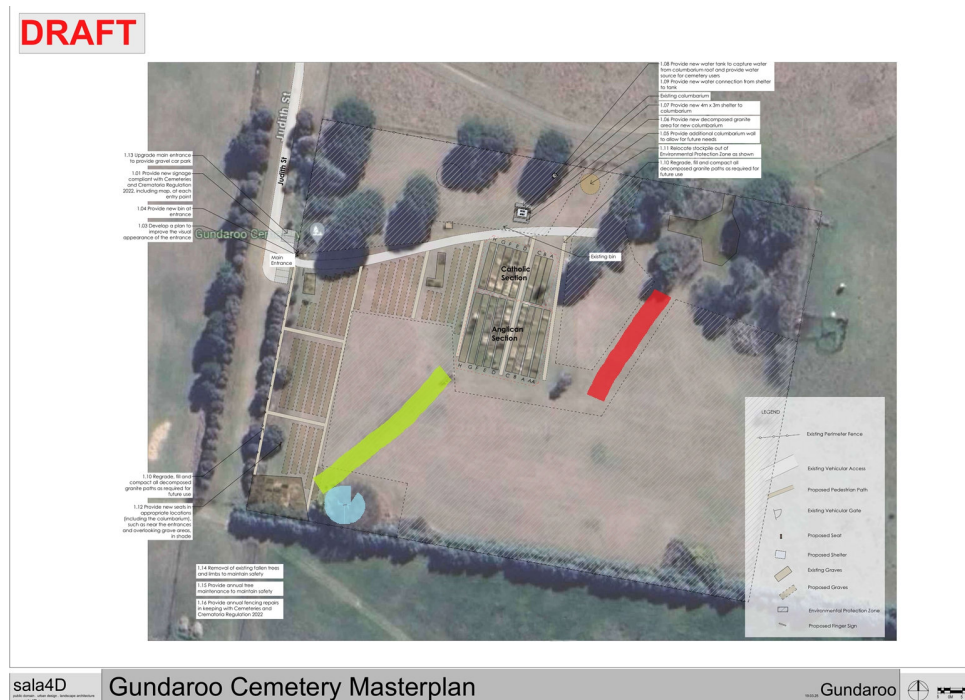 DRAFT
1.08 Provide new water tank to capture water
from columbarium roof and provide water
source for cemetery users
1.09 Provide new water connection from shelter
to tank
Existing columbarium
1.07 Provide new 4m x 3m shelter to
columbarium
1.06 Provide new decomposed granite
area for new columbarium
1.05 Provide additional columbarium wall
to allow for future needs
1.11 Relocate stockpile out of
Environmental Protection Zone as shown
1.10 Regrade, fill and compact all
decomposed granite paths as required for
future use
Judith St
Judith St
1.13 Upgrade main entrance
to provide gravel car park
1.01 Provide new signage
compliant with Cemeteries
and Crematoria Regulation
2022, including map, at each
entry point
1.04 Provide new bin at
entrance
1.03 Develop a plan to
improve the visual
appearance of the entrance
Gundaroo Cemetery
Main
Entrance
Existing bin
Catholic
Section
Anglican
Section
H G F E D C B A AA
1.10 Regrade, fill and
compact all decomposed
granite paths as required for
future use
1.12 Provide new seats in
appropriate locations
(including the columbarium),
such as near the entrances
and overlooking grave areas,
in shade
1.14 Removal of existing fallen trees
and limbs to maintain safety
1.15 Provide annual tree
maintenance to maintain safety
1.16 Provide annual fencing repairs
in keeping with Cemeteries and
Crematoria Regulation 2022
LEGEND
Existing Perimeter Fence
Existing Vehicular Access
Proposed Pedestrian Path
Existing Vehicular Gate
Proposed Seat
Proposed Shelter
Existing Graves
Proposed Graves
Environmental Protection Zone
Proposed Finger Sign
sala4D
public domain . urban design . landscape architecture
Gundaroo Cemetery Masterplan
Gundaroo